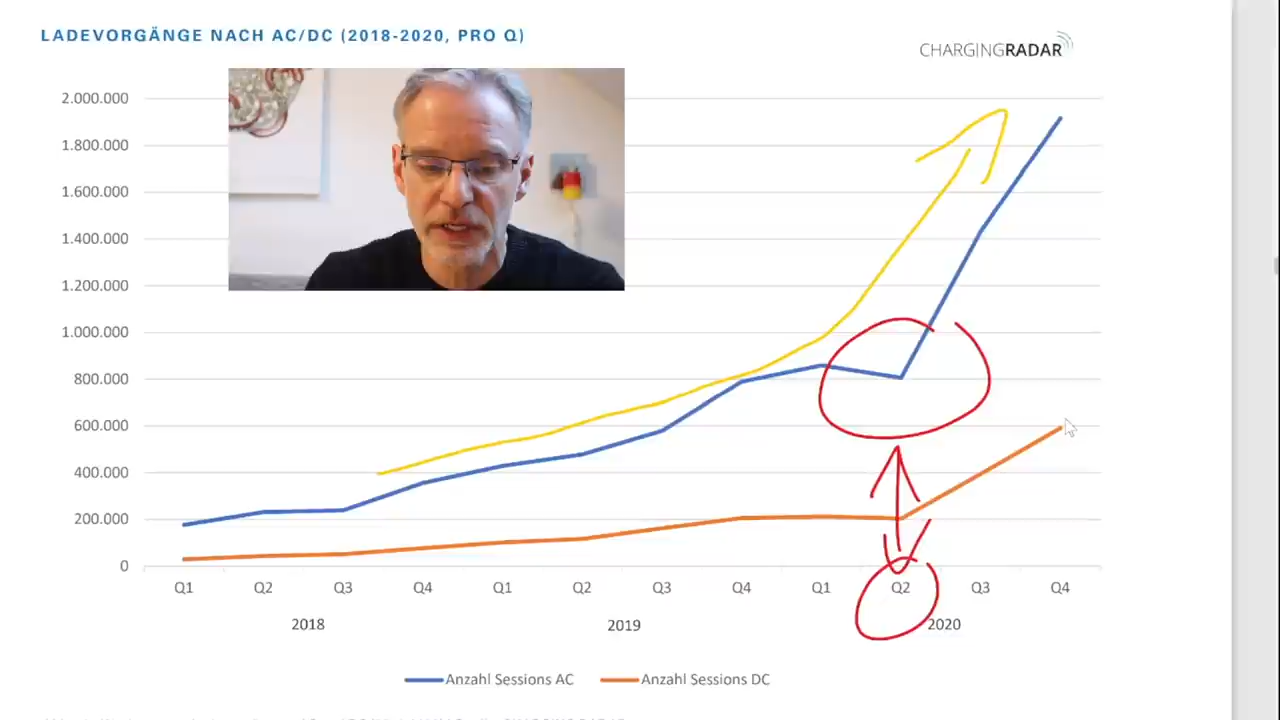 LADEVORGÄNGE NACH AC/DC (2018-2020, PRO Q)
CHARGINGRADAR
2.000.000
1.800.000
1.600.000
1.400.000
1.200.000
1.000.000
800.000
600.000
400.000
200.000
0
Q1 Q2 Q3 Q4 Q1 Q2 Q3 Q4 Q1 Q2 Q3 Q4
2018 2019 2020
Anzahl Sessions AC Anzahl Sessions DC